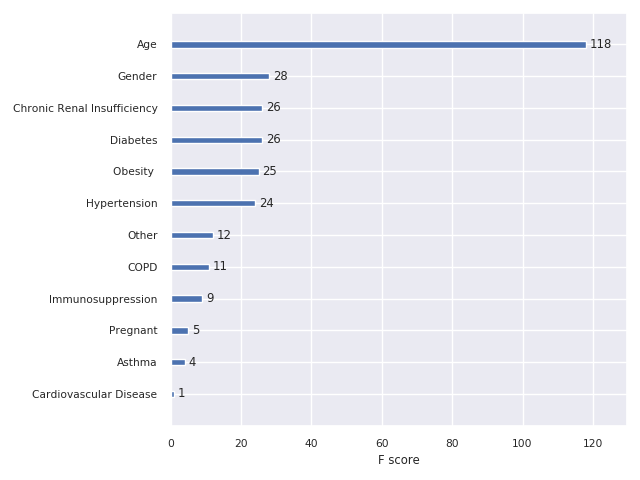 Age 118
Gender 28
Chronic Renal Insufficiency 26
Diabetes 26
Obesity 25
Hypertension 24
Other 12
COPD 11
Immunosuppression 9
Pregnant 5
Asthma 4
Cardiovascular Disease 1
0 20 40 60 80 100 120
F score